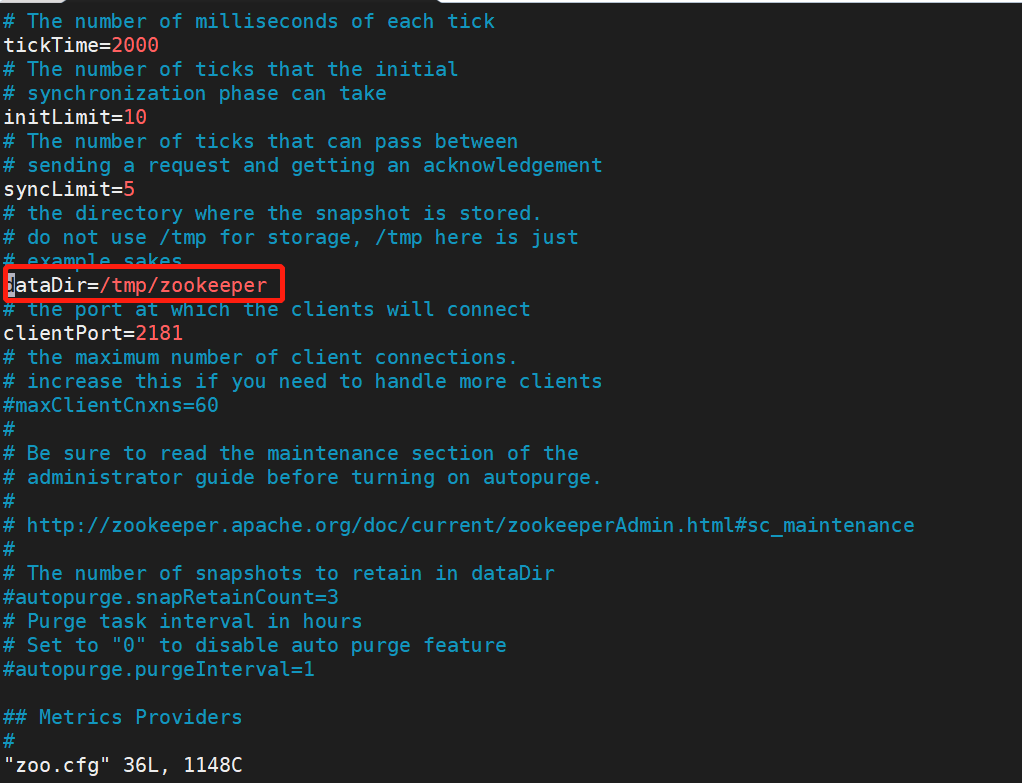 # The number of milliseconds of each tick
tickTime=2000
# The number of ticks that the initial
# synchronization phase can take
initLimit=10
# The number of ticks that can pass between
# sending a request and getting an acknowledgement
syncLimit=5
# the directory where the snapshot is stored.
# do not use /tmp for storage, /tmp here is just
# example sakes.
dataDir=/tmp/zookeeper
# the port at which the clients will connect
clientPort=2181
# the maximum number of client connections.
# increase this if you need to handle more clients
#maxClientCnxns=60
#
# Be sure to read the maintenance section of the
# administrator guide before turning on autopurge.
#
# http://zookeeper.apache.org/doc/current/zookeeperAdmin.html#sc_maintenance
#
# The number of snapshots to retain in dataDir
#autopurge.snapRetainCount=3
# Purge task interval in hours
# Set to "0" to disable auto purge feature
#autopurge.purgeInterval=1
## Metrics Providers
#
"zoo.cfg" 36L, 1148C